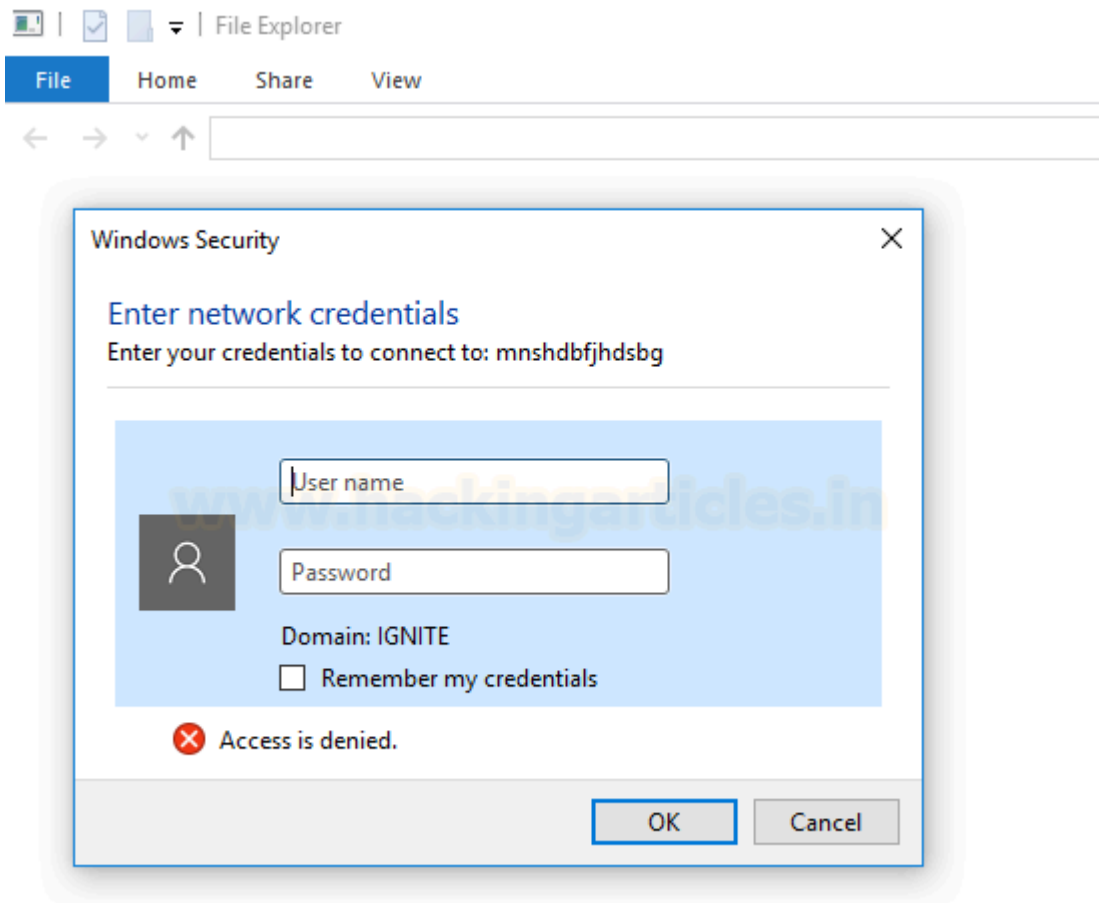 File Explorer
File Home Share View
Windows Security
Enter network credentials
Enter your credentials to connect to: mnshdbfjhdsbg
User name
www.hackingarticles.in
Password
Domain: IGNITE
Remember my credentials
Access is denied.
OK Cancel